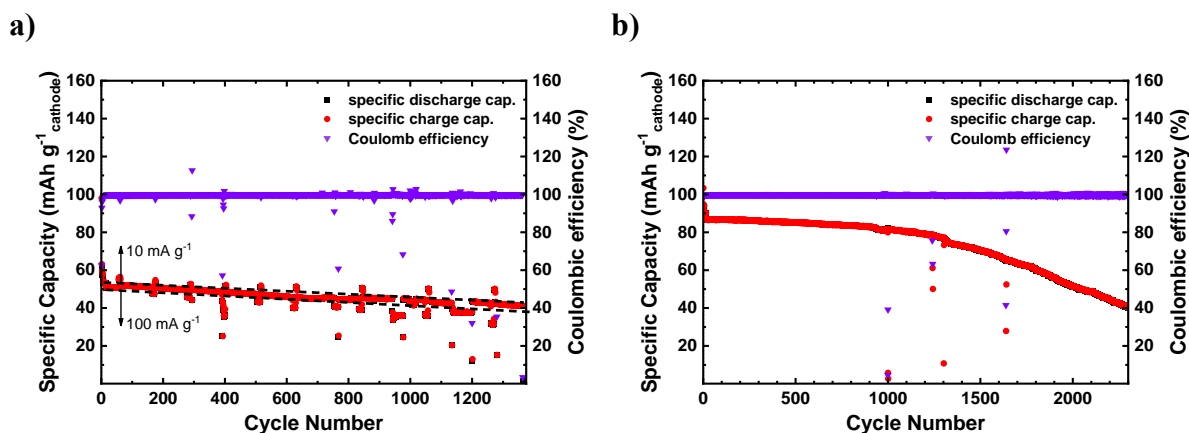 a)
Specific Capacity (mAh g⁻¹ cathode)
160
140
120
100
80
60
40
20
0 200 400 600 800 1000 1200
Cycle Number
160
140
120
100
80
60
40
20
Coulombic efficiency (%)
specific discharge cap.
specific charge cap.
Coulomb efficiency
10 mA g⁻¹
100 mA g⁻¹
b)
Specific Capacity (mAh g⁻¹ cathode)
160
140
120
100
80
60
40
20
0 500 1000 1500 2000
Cycle Number
160
140
120
100
80
60
40
20
Coulombic efficiency (%)
specific discharge cap.
specific charge cap.
Coulomb efficiency